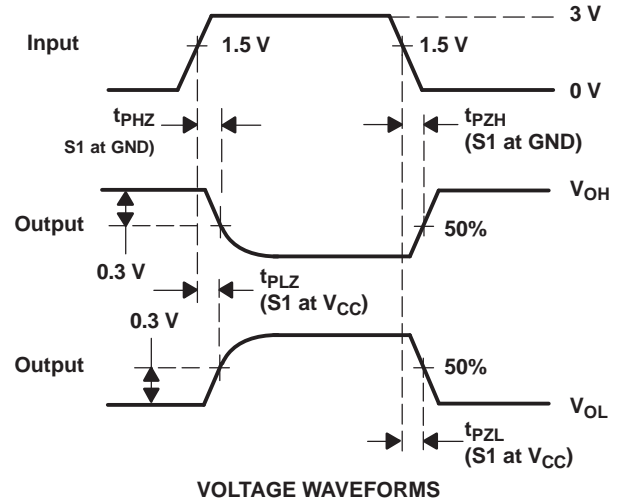 3 V
Input
1.5 V
1.5 V
0 V
tPHZ
S1 at GND)
tPZH
(S1 at GND)
VOH
Output
50%
0.3 V
tPLZ
(S1 at VCC)
0.3 V
Output
50%
VOL
tPZL
(S1 at VCC)
VOLTAGE WAVEFORMS